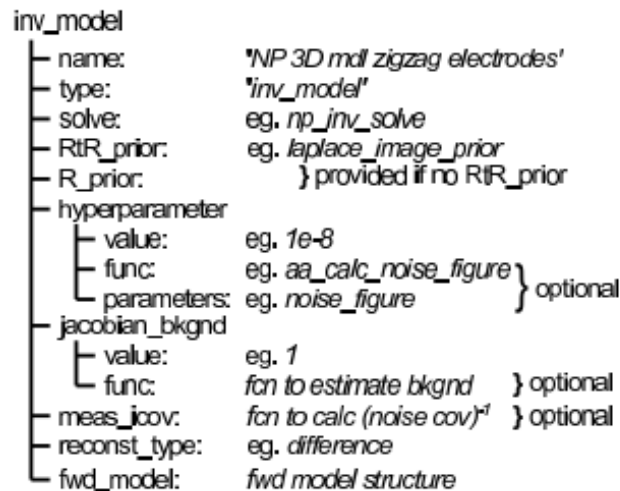 inv_model
name: 'NP 3D mdl zigzag electrodes'
type: 'inv_model'
solve: eg. np_inv_solve
RtR_prior: eg. laplace_image_prior
R_prior: } provided if no RtR_prior
hyperparameter
value: eg. 1e-8
func: eg. aa_calc_noise_figure
parameters: eg. noise_figure } optional
jacobian_bkgnd
value: eg. 1
func: fcn to estimate bkgnd } optional
meas_icov: fcn to calc (noise cov)⁻¹ } optional
reconst_type: eg. difference
fwd_model: fwd model structure